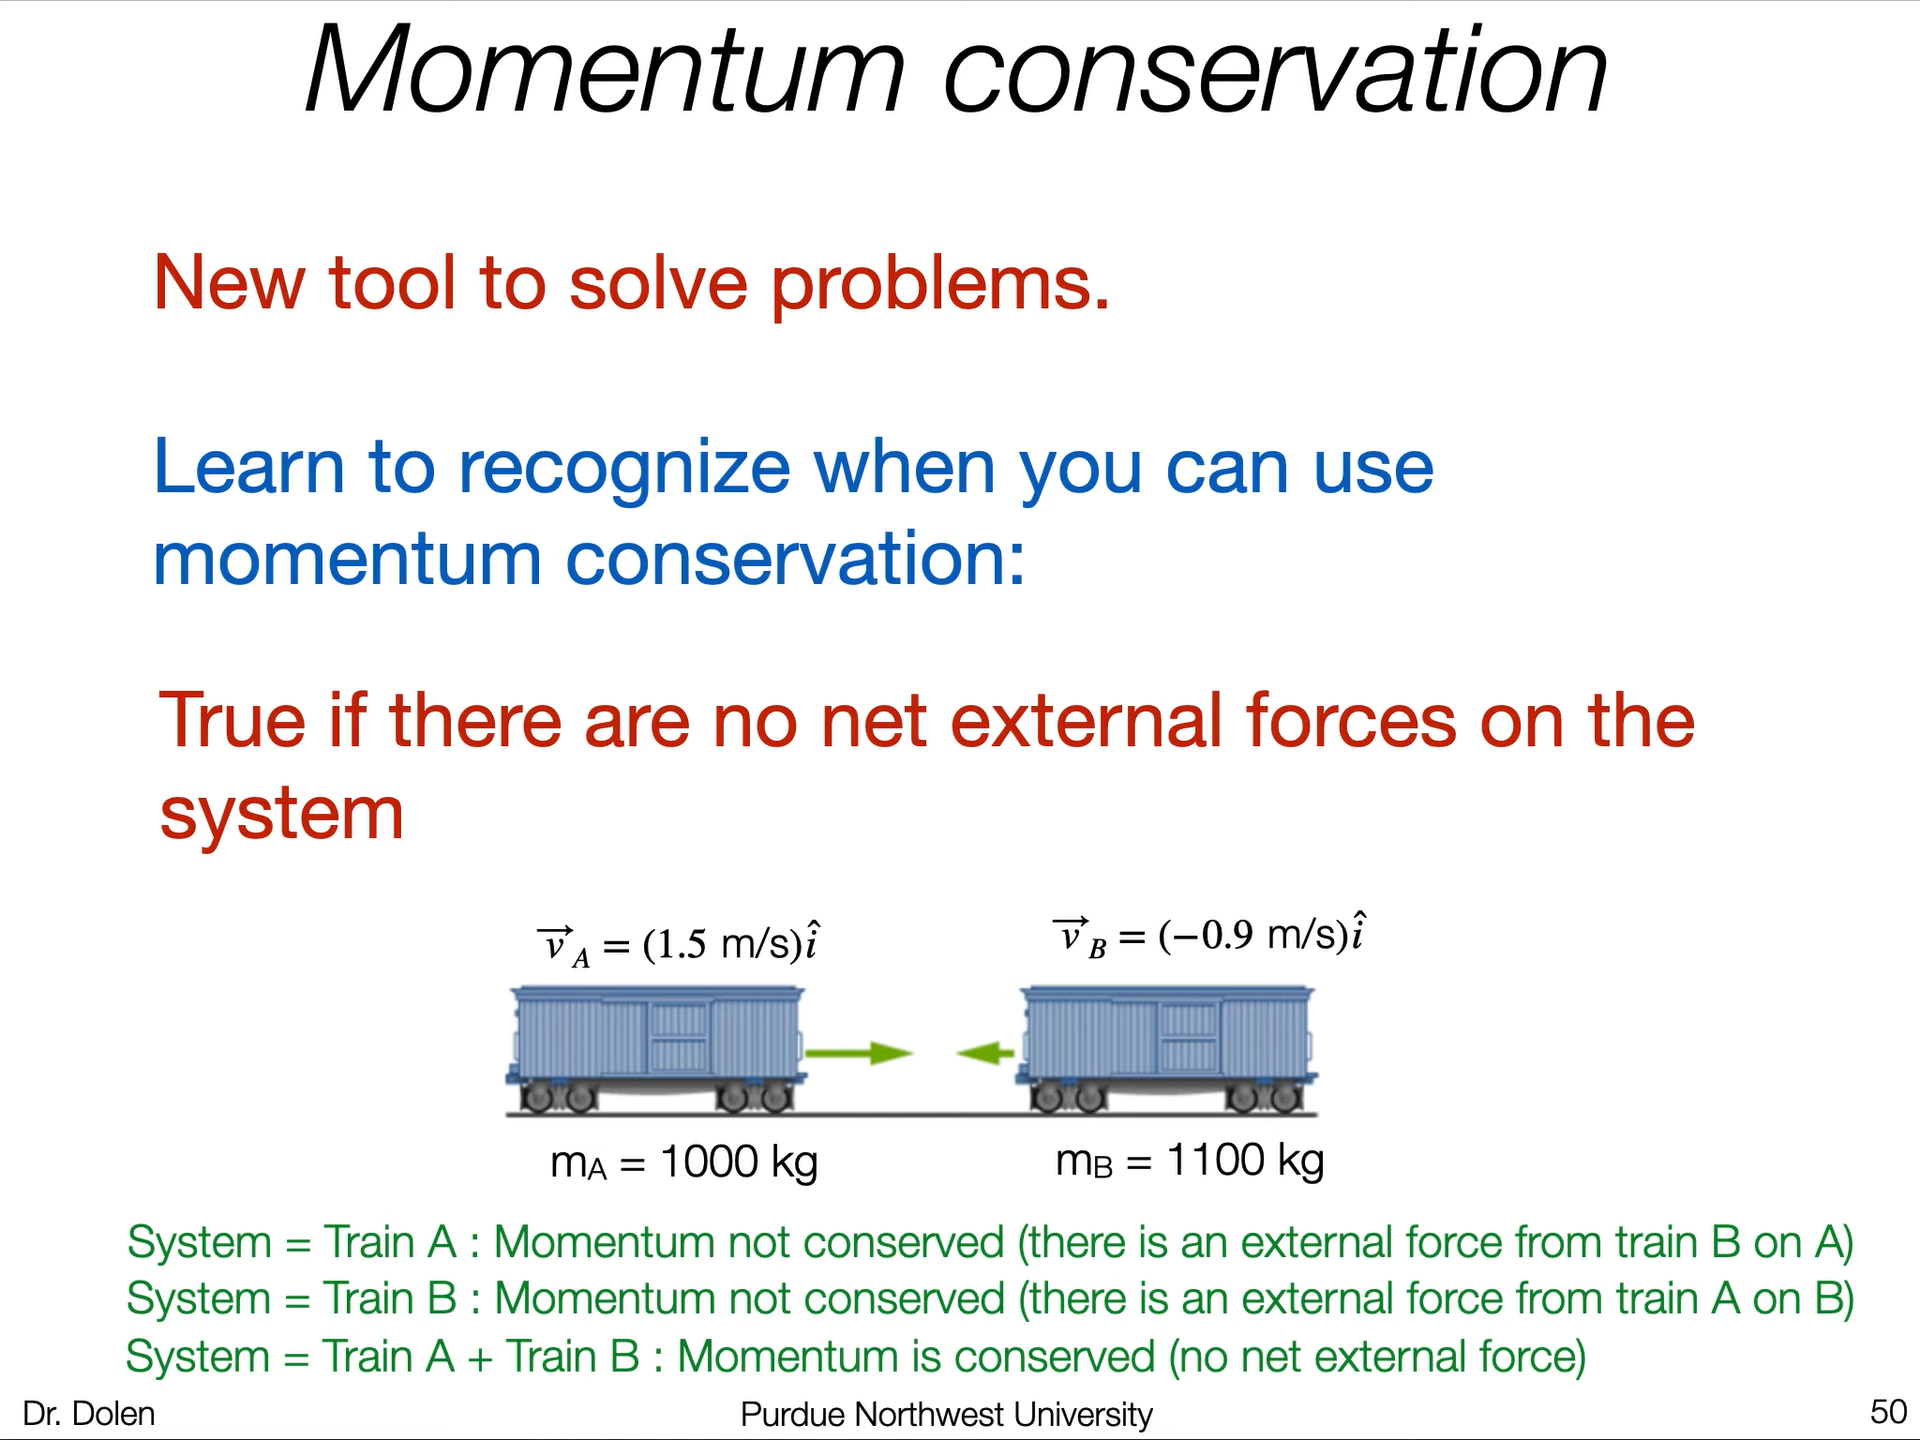 Momentum conservation
New tool to solve problems.
Learn to recognize when you can use
momentum conservation:
True if there are no net external forces on the
system
v⃗_A = (1.5 m/s)î
v⃗_B = (−0.9 m/s)î
m_A = 1000 kg
m_B = 1100 kg
System = Train A : Momentum not conserved (there is an external force from train B on A)
System = Train B : Momentum not conserved (there is an external force from train A on B)
System = Train A + Train B : Momentum is conserved (no net external force)
Dr. Dolen
Purdue Northwest University
50